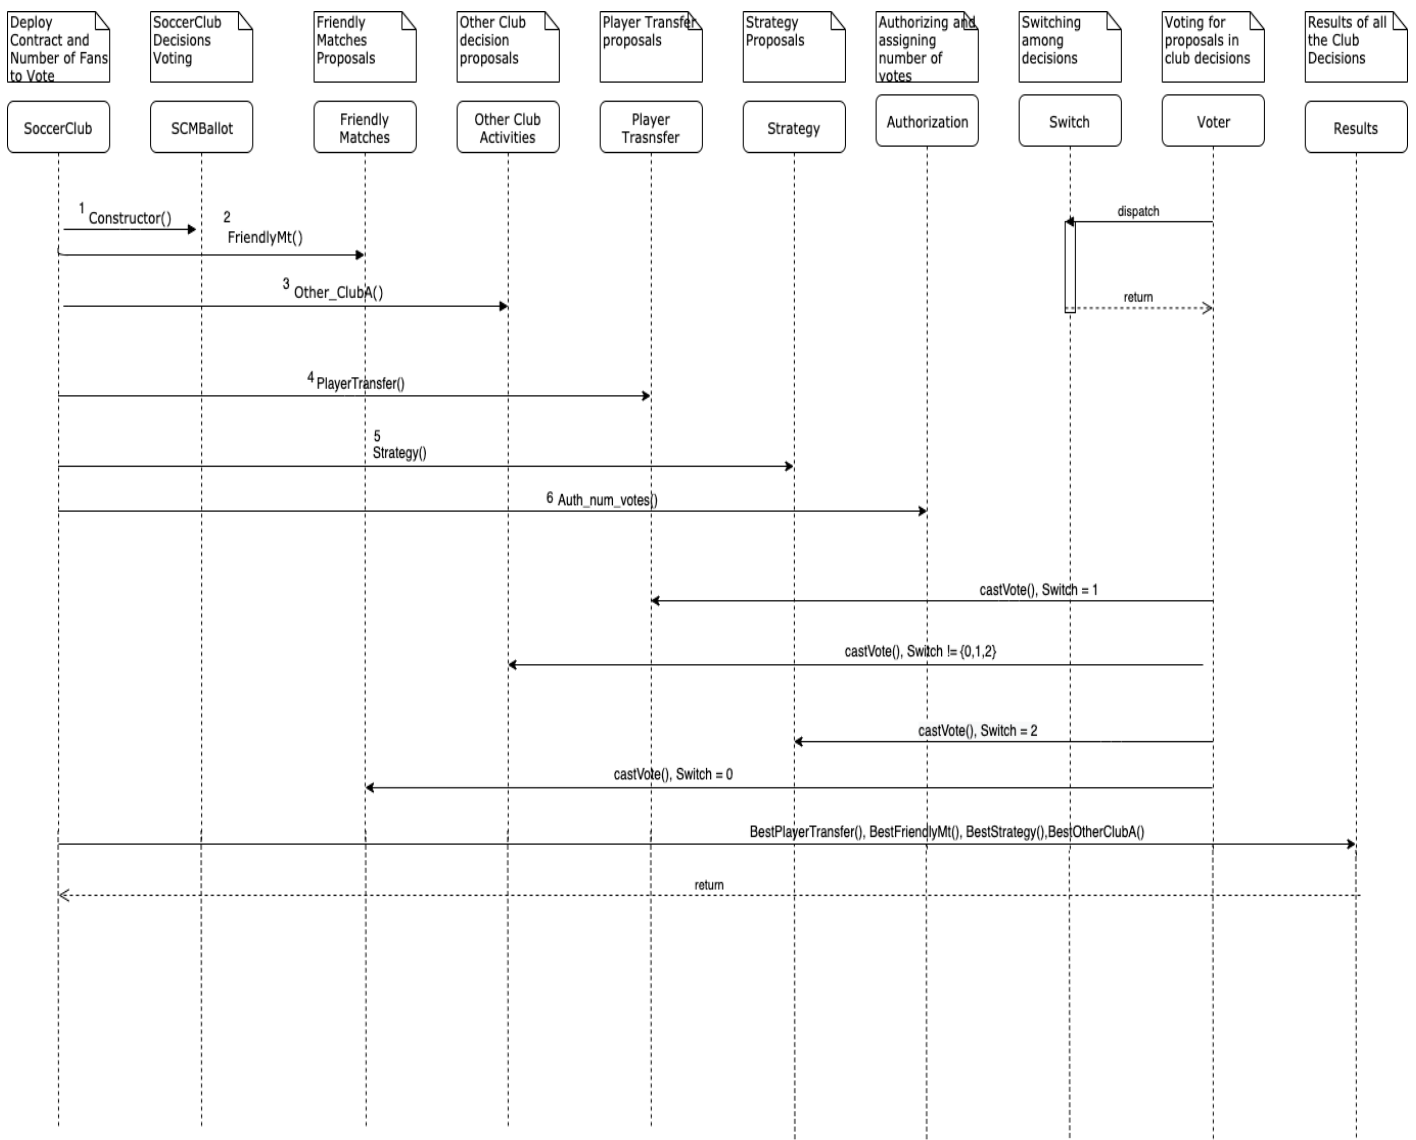 Deploy
Contract and
Number of Fans
to Vote
SoccerClub
Decisions
Voting
Friendly
Matches
Proposals
Other Club
decision
proposals
Player Transfer
proposals
Strategy
Proposals
Authorizing and
assigning
number of
votes
Switching
among
decisions
Voting for
proposals in
club decisions
Results of all
the Club
Decisions
SoccerClub
SCMBallot
Friendly
Matches
Other Club
Activities
Player
Trasnsfer
Strategy
Authorization
Switch
Voter
Results
1
Constructor()
2
FriendlyMt()
dispatch
3
Other_ClubA()
return
4
PlayerTransfer()
5
Strategy()
6
Auth_num_votes()
castVote(), Switch = 1
castVote(), Switch != {0,1,2}
castVote(), Switch = 2
castVote(), Switch = 0
BestPlayerTransfer(), BestFriendlyMt(), BestStrategy(),BestOtherClubA()
return